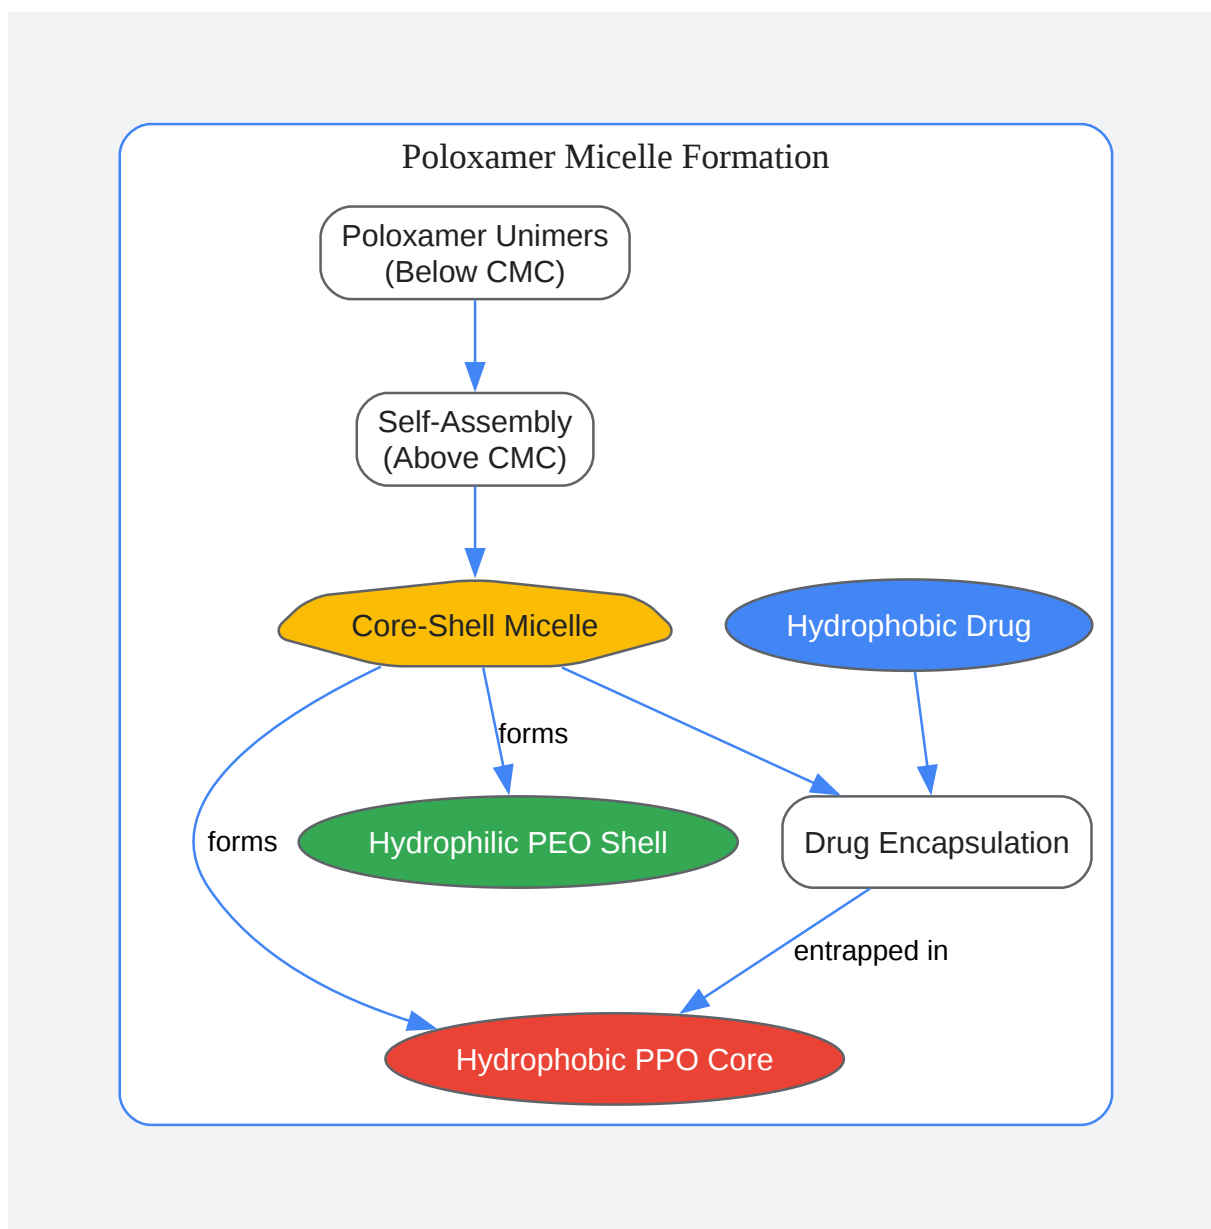 Poloxamer Micelle Formation
Poloxamer Unimers
(Below CMC)
Self-Assembly
(Above CMC)
Core-Shell Micelle
Hydrophobic Drug
forms
forms
Hydrophilic PEO Shell
Drug Encapsulation
entrapped in
Hydrophobic PPO Core